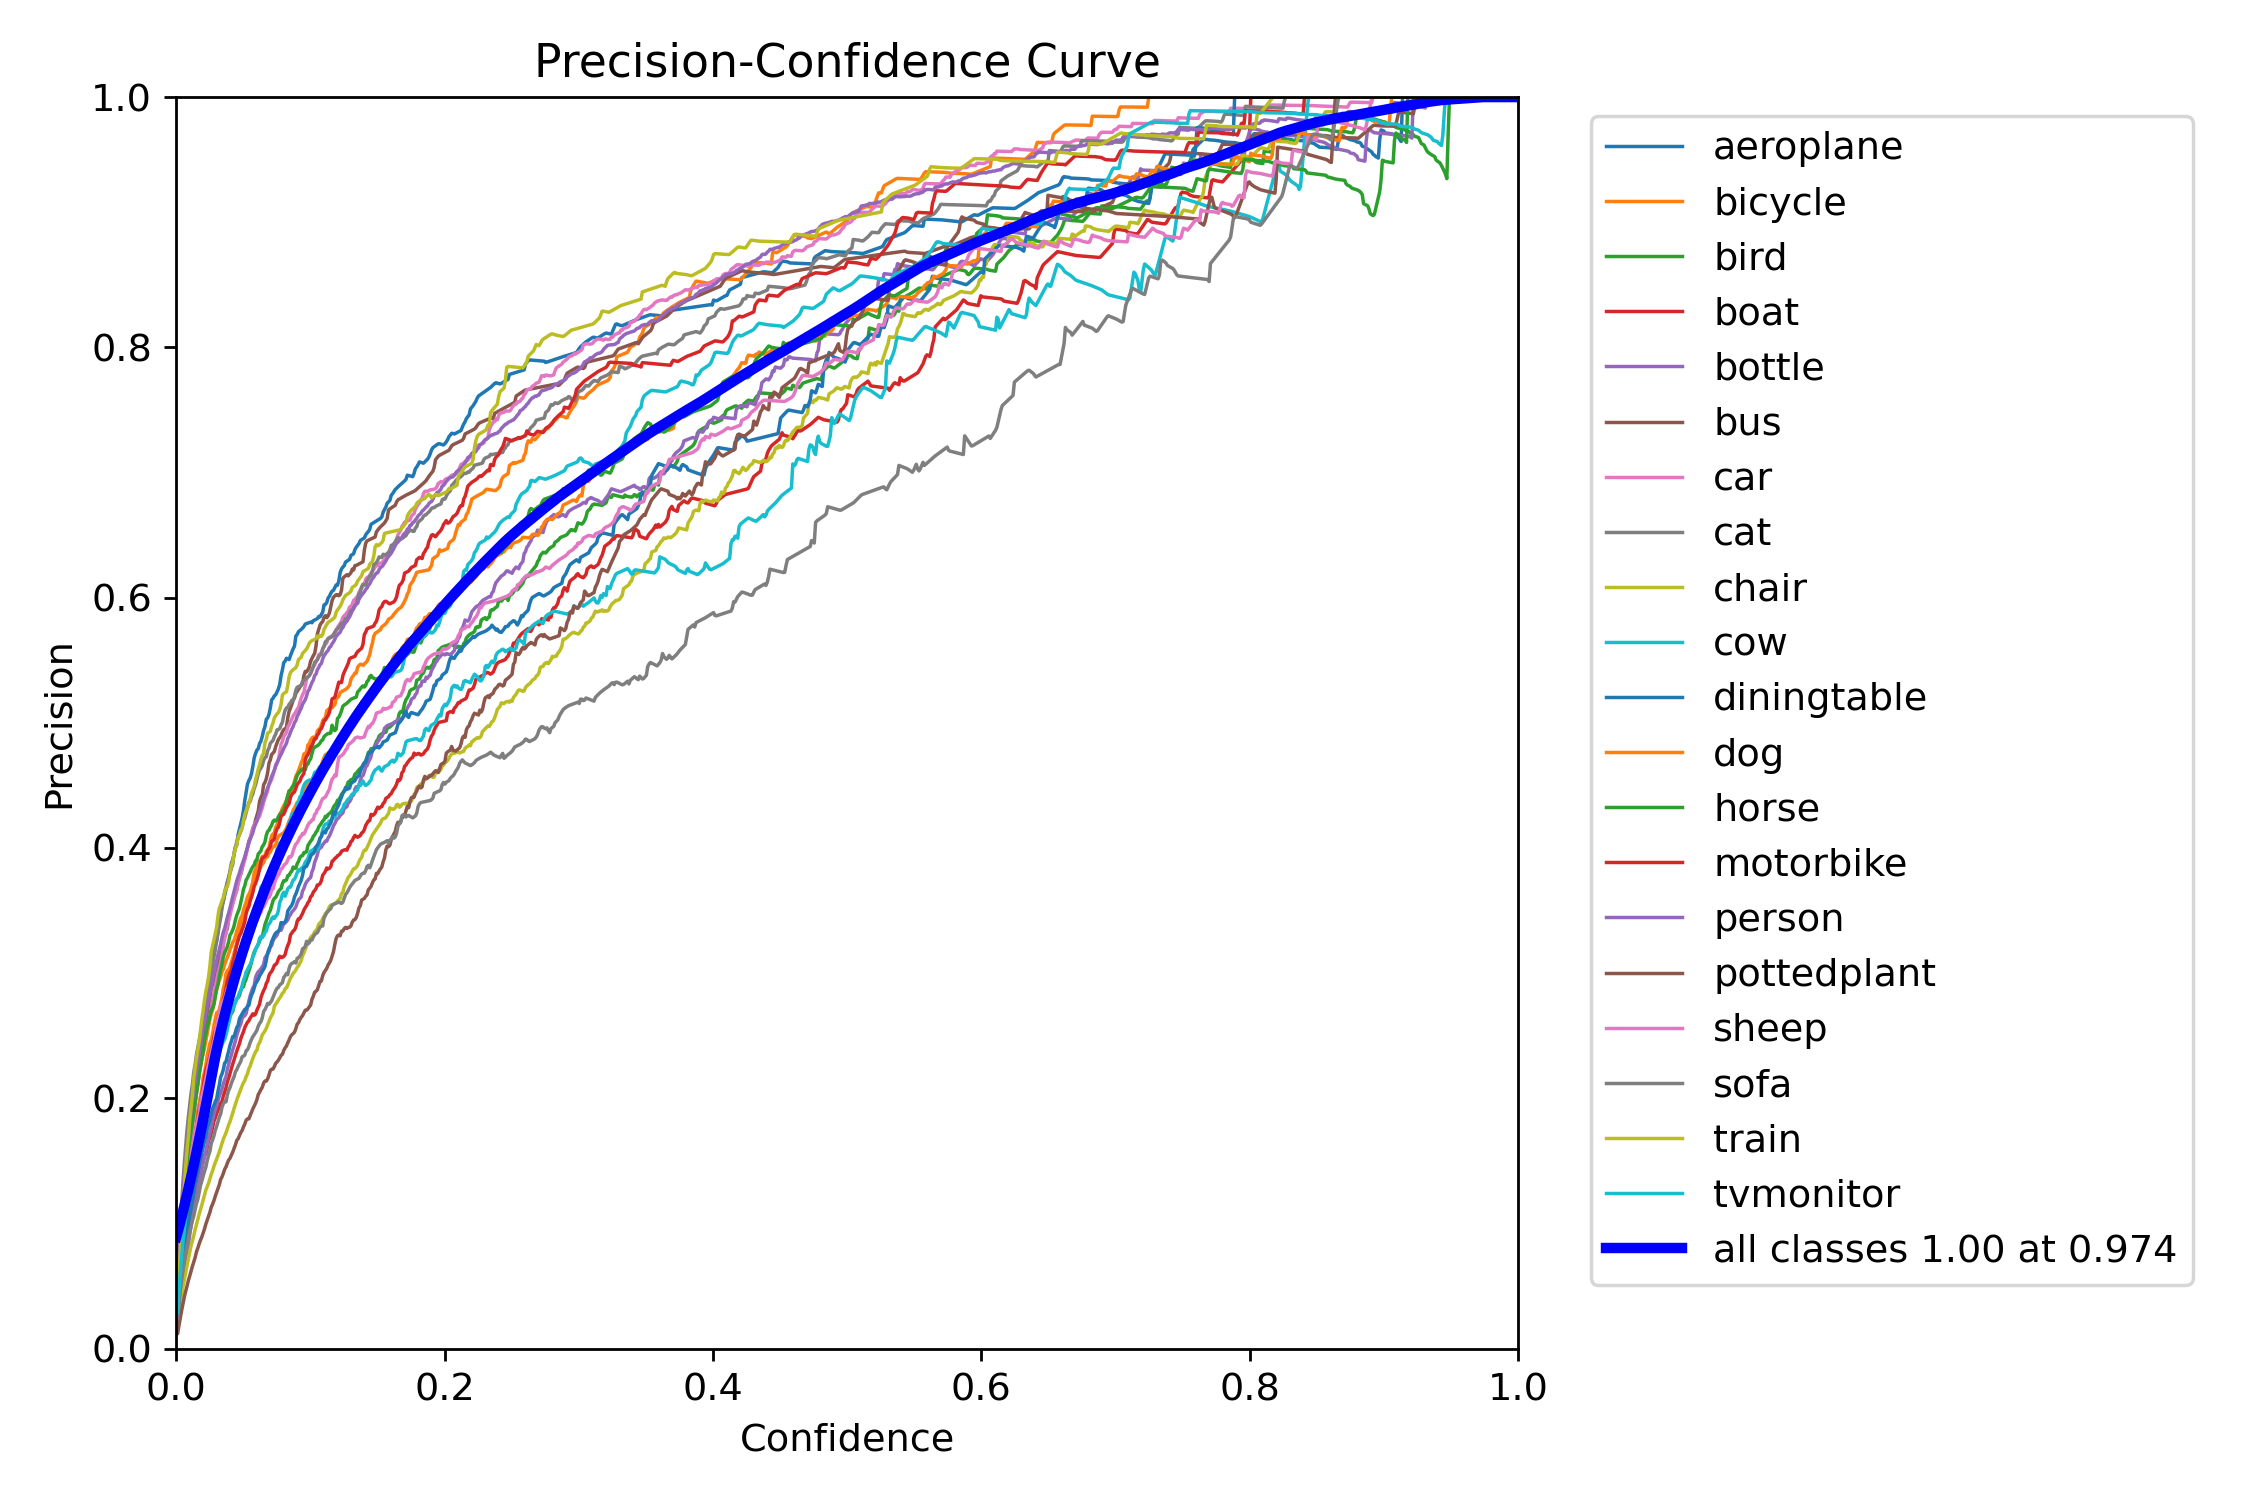 Precision-Confidence Curve
1.0
0.8
0.6
0.4
0.2
0.0
Precision
0.0 0.2 0.4 0.6 0.8 1.0
Confidence
aeroplane
bicycle
bird
boat
bottle
bus
car
cat
chair
cow
diningtable
dog
horse
motorbike
person
pottedplant
sheep
sofa
train
tvmonitor
all classes 1.00 at 0.974